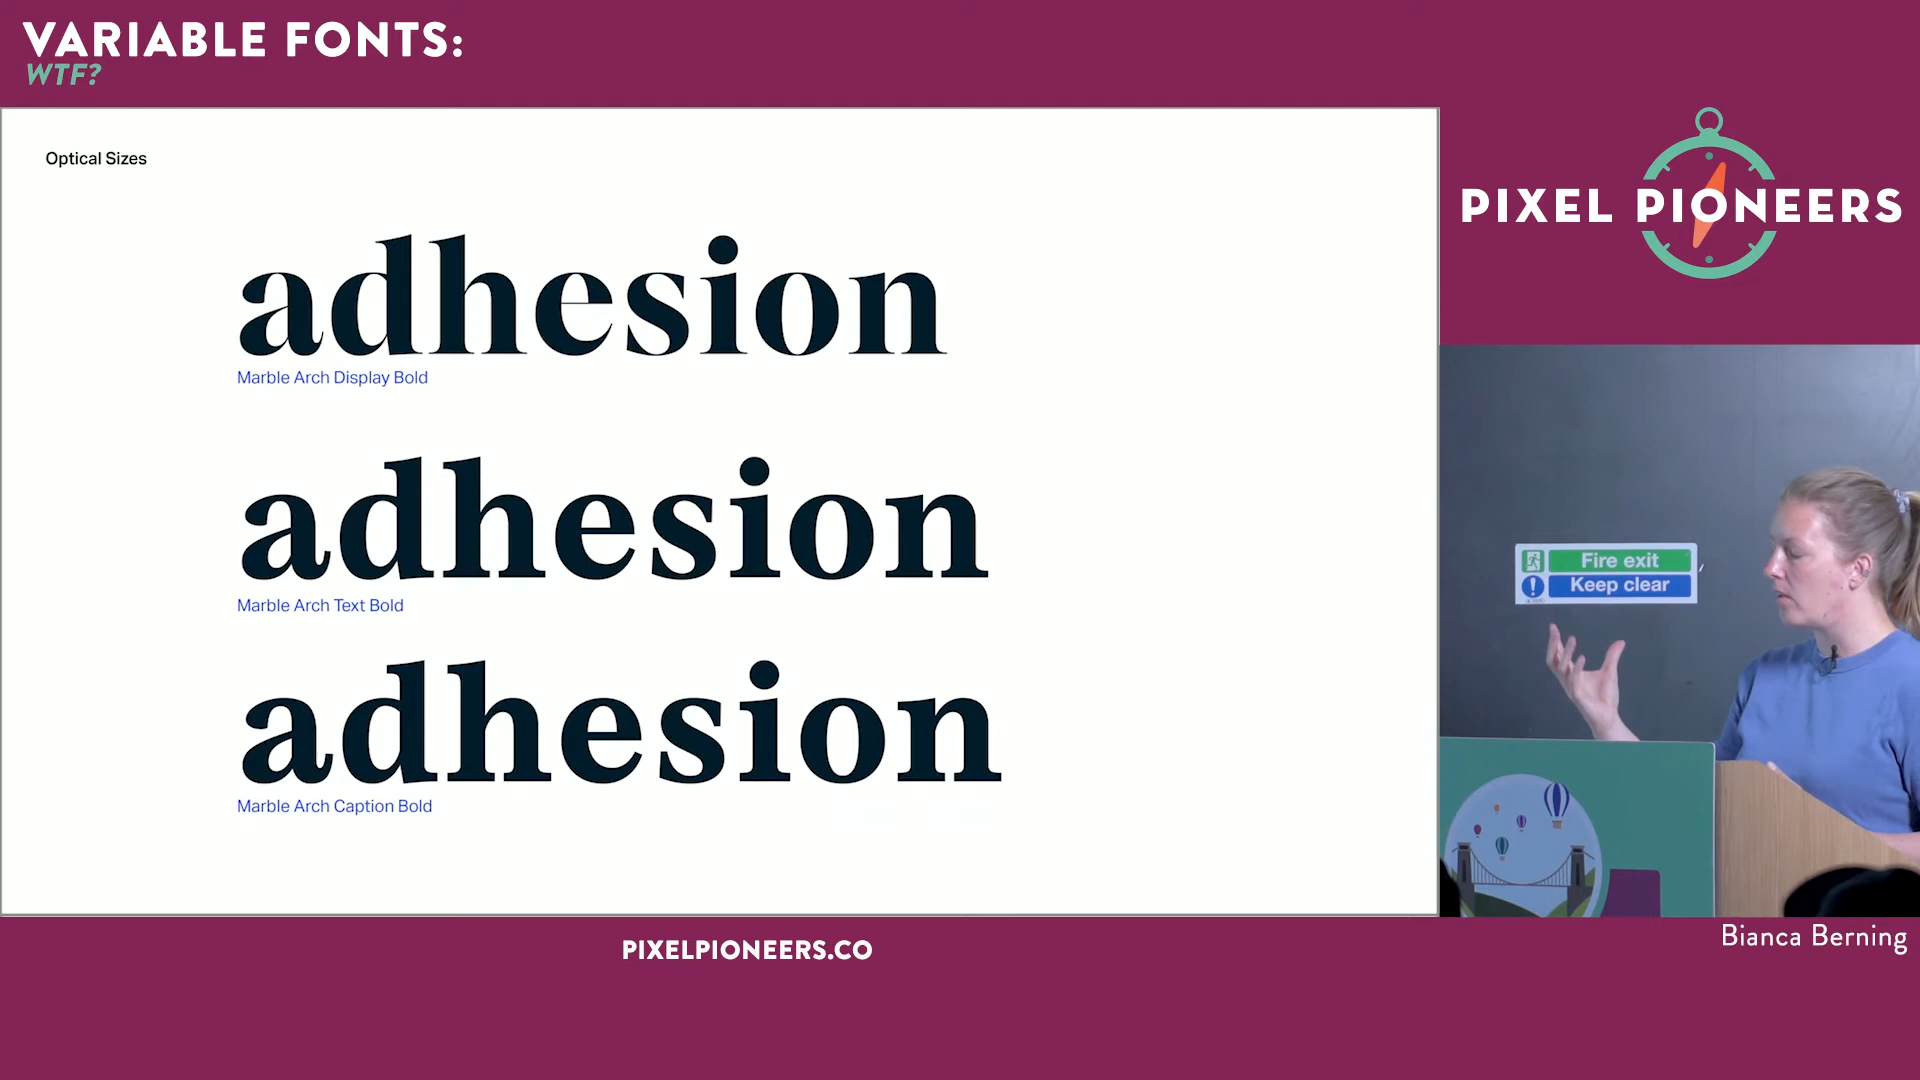 VARIABLE FONTS:
WTF?
Optical Sizes
adhesion
Marble Arch Display Bold
adhesion
Marble Arch Text Bold
adhesion
Marble Arch Caption Bold
PIXEL PIONEERS
Fire exit
Keep clear
Bianca Berning
PIXELPIONEERS.CO